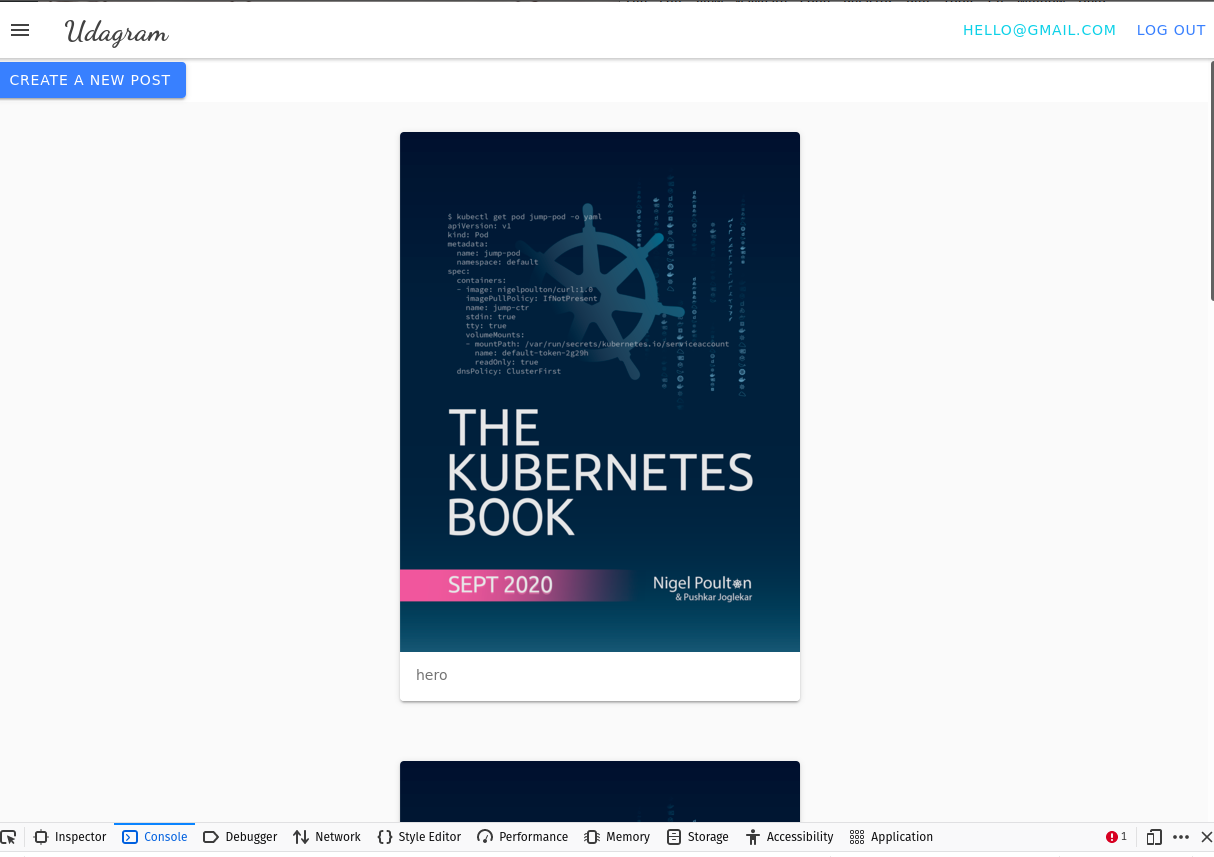 Udagram
HELLO@GMAIL.COM
LOG OUT
CREATE A NEW POST
$ kubectl get pod jump-pod -o yaml
apiVersion: v1
kind: Pod
metadata:
name: jump-pod
namespace: default
spec:
containers:
- image: nigelpoulton/curl:1.0
imagePullPolicy: IfNotPresent
name: jump-ctr
stdin: true
tty: true
volumeMounts:
- mountPath: /var/run/secrets/kubernetes.io/serviceaccount
name: default-token-2g29h
readOnly: true
dnsPolicy: ClusterFirst
THE
KUBERNETES
BOOK
SEPT 2020
Nigel Poulton
& Pushkar Joglekar
hero
Inspector
Console
Debugger
Network
Style Editor
Performance
Memory
Storage
Accessibility
Application
1